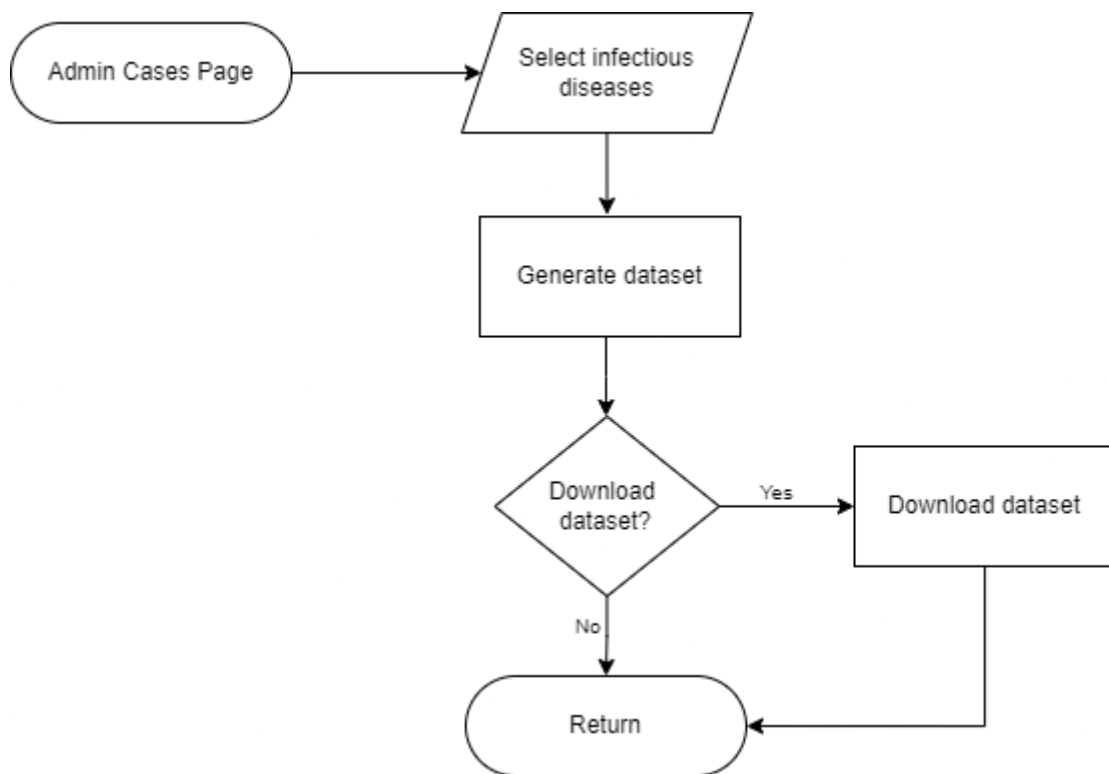 Admin Cases Page
Select infectious
diseases
Generate dataset
Download
dataset?
Yes
Download dataset
No
Return